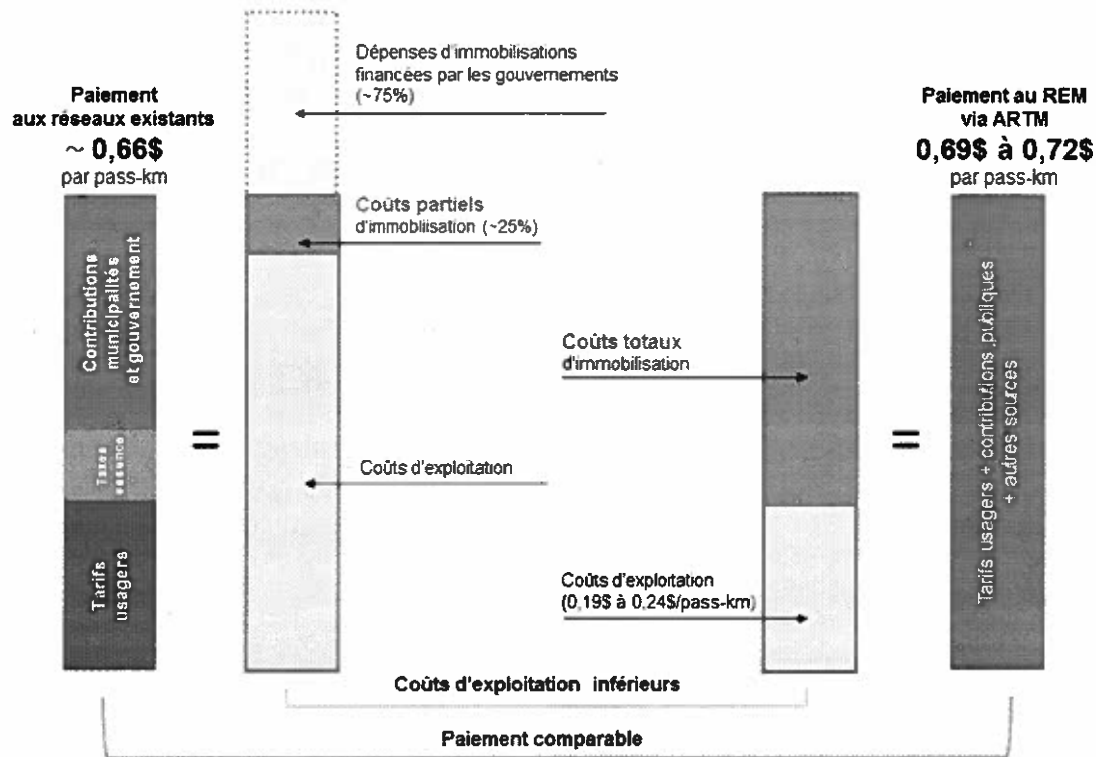 Paiement
aux réseaux existants
~ 0,66$
par pass-km
Contributions
municipalités
et gouvernement
Taxes
essence
Tarifs
usagers
=
Dépenses d'immobilisations
financées par les gouvernements
(~75%)
Coûts partiels
d'immobilisation (~25%)
Coûts d'exploitation
Coûts totaux
d'immobilisation
Coûts d'exploitation
(0,19$ à 0,24$/pass-km)
=
Paiement au REM
via ARTM
0,69$ à 0,72$
par pass-km
Tarifs usagers + contributions publiques
+ autres sources
Coûts d'exploitation inférieurs
Paiement comparable